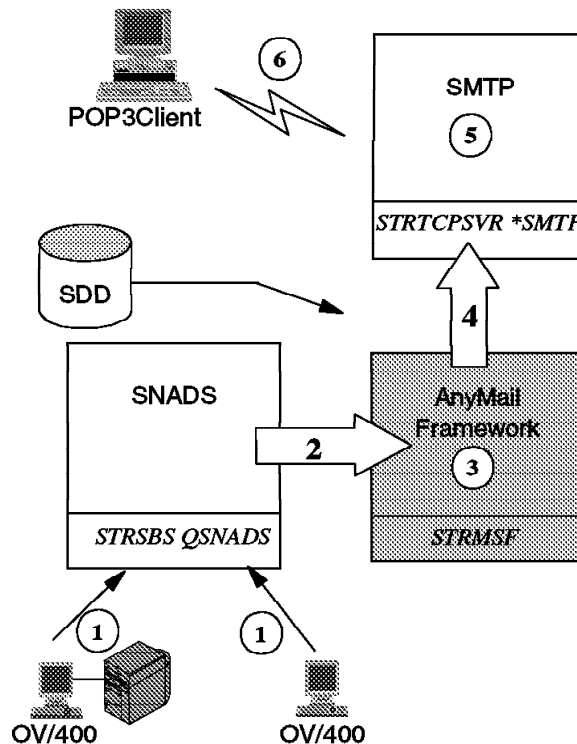 6
SMTP
POP3Client
5
STRTCPSVR *SMTP
SDD
4
SNADS
AnyMail
Framework
2
3
STRSBS QSNADS
STRMSF
1
1
OV/400
OV/400